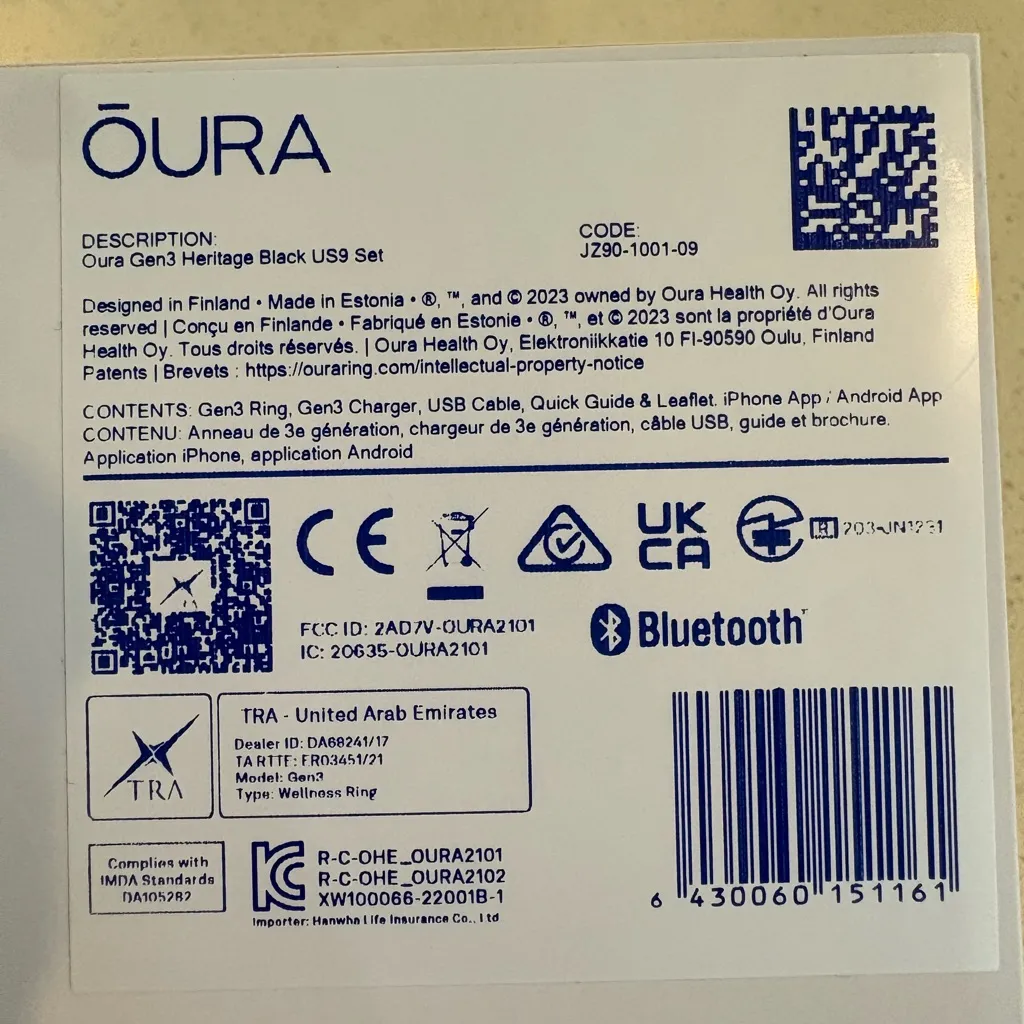 ŌURA
DESCRIPTION:
Oura Gen3 Heritage Black US9 Set
CODE:
JZ90-1001-09
Designed in Finland • Made in Estonia • ®, ™, and © 2023 owned by Oura Health Oy. All rights
reserved | Conçu en Finlande • Fabriqué en Estonie • ®, ™, et © 2023 sont la propriété d'Oura
Health Oy. Tous droits réservés. | Oura Health Oy, Elektroniikkatie 10 FI-90590 Oulu, Finland
Patents | Brevets : https://ouraring.com/intellectual-property-notice
CONTENTS: Gen3 Ring, Gen3 Charger, USB Cable, Quick Guide & Leaflet. iPhone App / Android App
CONTENU: Anneau de 3e génération, chargeur de 3e génération, câble USB, guide et brochure.
Application iPhone, application Android
CE
UK
CA
R
FCC ID: 2AD7V-OURA2101
IC: 20635-OURA2101
Bluetooth™
TRA
TRA - United Arab Emirates
Dealer ID: DA68241/17
TA RTTE: ER03451/21
Model: Gen3
Type: Wellness Ring
Complies with
IMDA Standards
DA105282
R-C-OHE_OURA2101
R-C-OHE_OURA2102
XW100066-22001B-1
Importer: Hanwha Life Insurance Co., Ltd
6 430060 151161